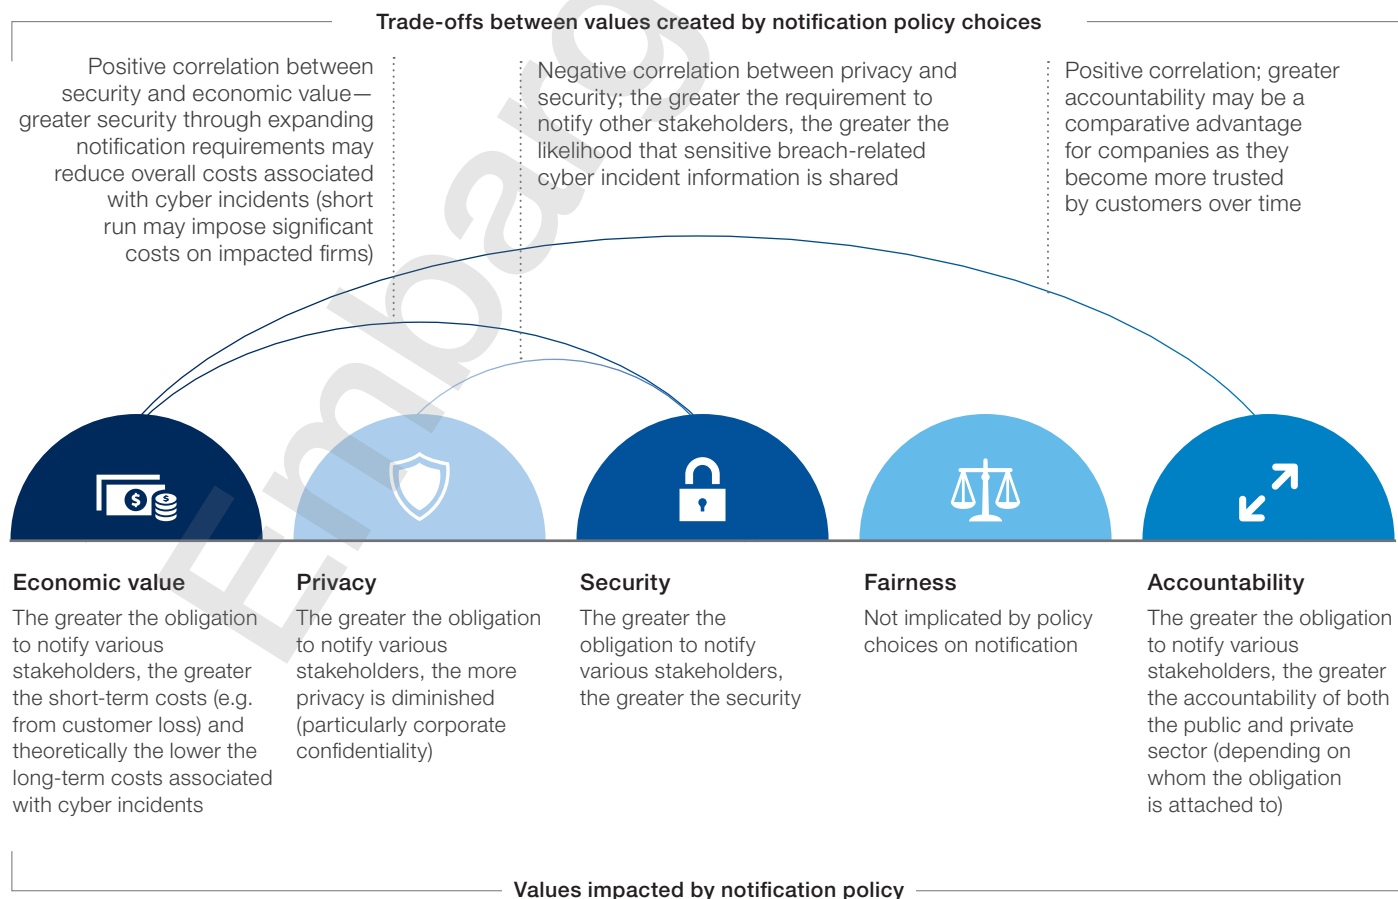 Trade-offs between values created by notification policy choices
Positive correlation between
security and economic value—
greater security through expanding
notification requirements may
reduce overall costs associated
with cyber incidents (short
run may impose significant
costs on impacted firms)
Negative correlation between privacy and
security; the greater the requirement to
notify other stakeholders, the greater the
likelihood that sensitive breach-related
cyber incident information is shared
Positive correlation; greater
accountability may be a
comparative advantage
for companies as they
become more trusted
by customers over time
Embarg
$
$
Economic value
The greater the obligation
to notify various
stakeholders, the greater
the short-term costs (e.g.
from customer loss) and
theoretically the lower the
long-term costs associated
with cyber incidents
Privacy
The greater the obligation
to notify various
stakeholders, the more
privacy is diminished
(particularly corporate
confidentiality)
Security
The greater the
obligation to notify
various stakeholders,
the greater the security
Fairness
Not implicated by policy
choices on notification
Accountability
The greater the obligation
to notify various
stakeholders, the greater
the accountability of both
the public and private
sector (depending on
whom the obligation
is attached to)
Values impacted by notification policy